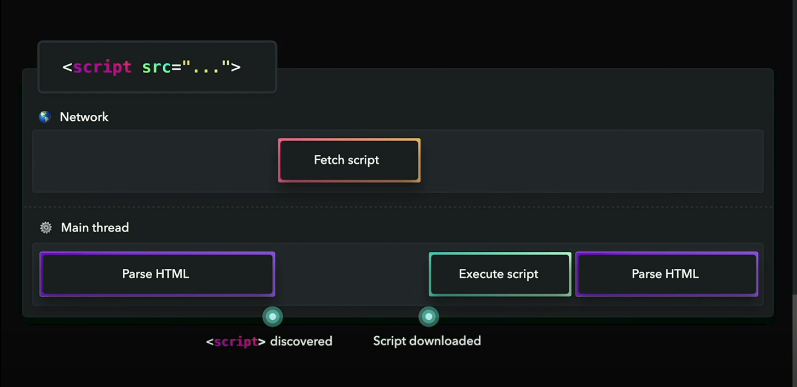 <script src="...">
Network
Fetch script
Main thread
Parse HTML
Execute script
Parse HTML
<script> discovered
Script downloaded